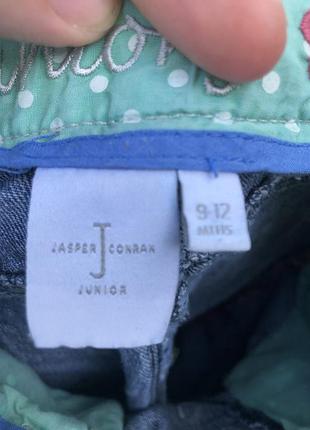 J
JASPER CONRAN
JUNIOR
9-12
MTHS